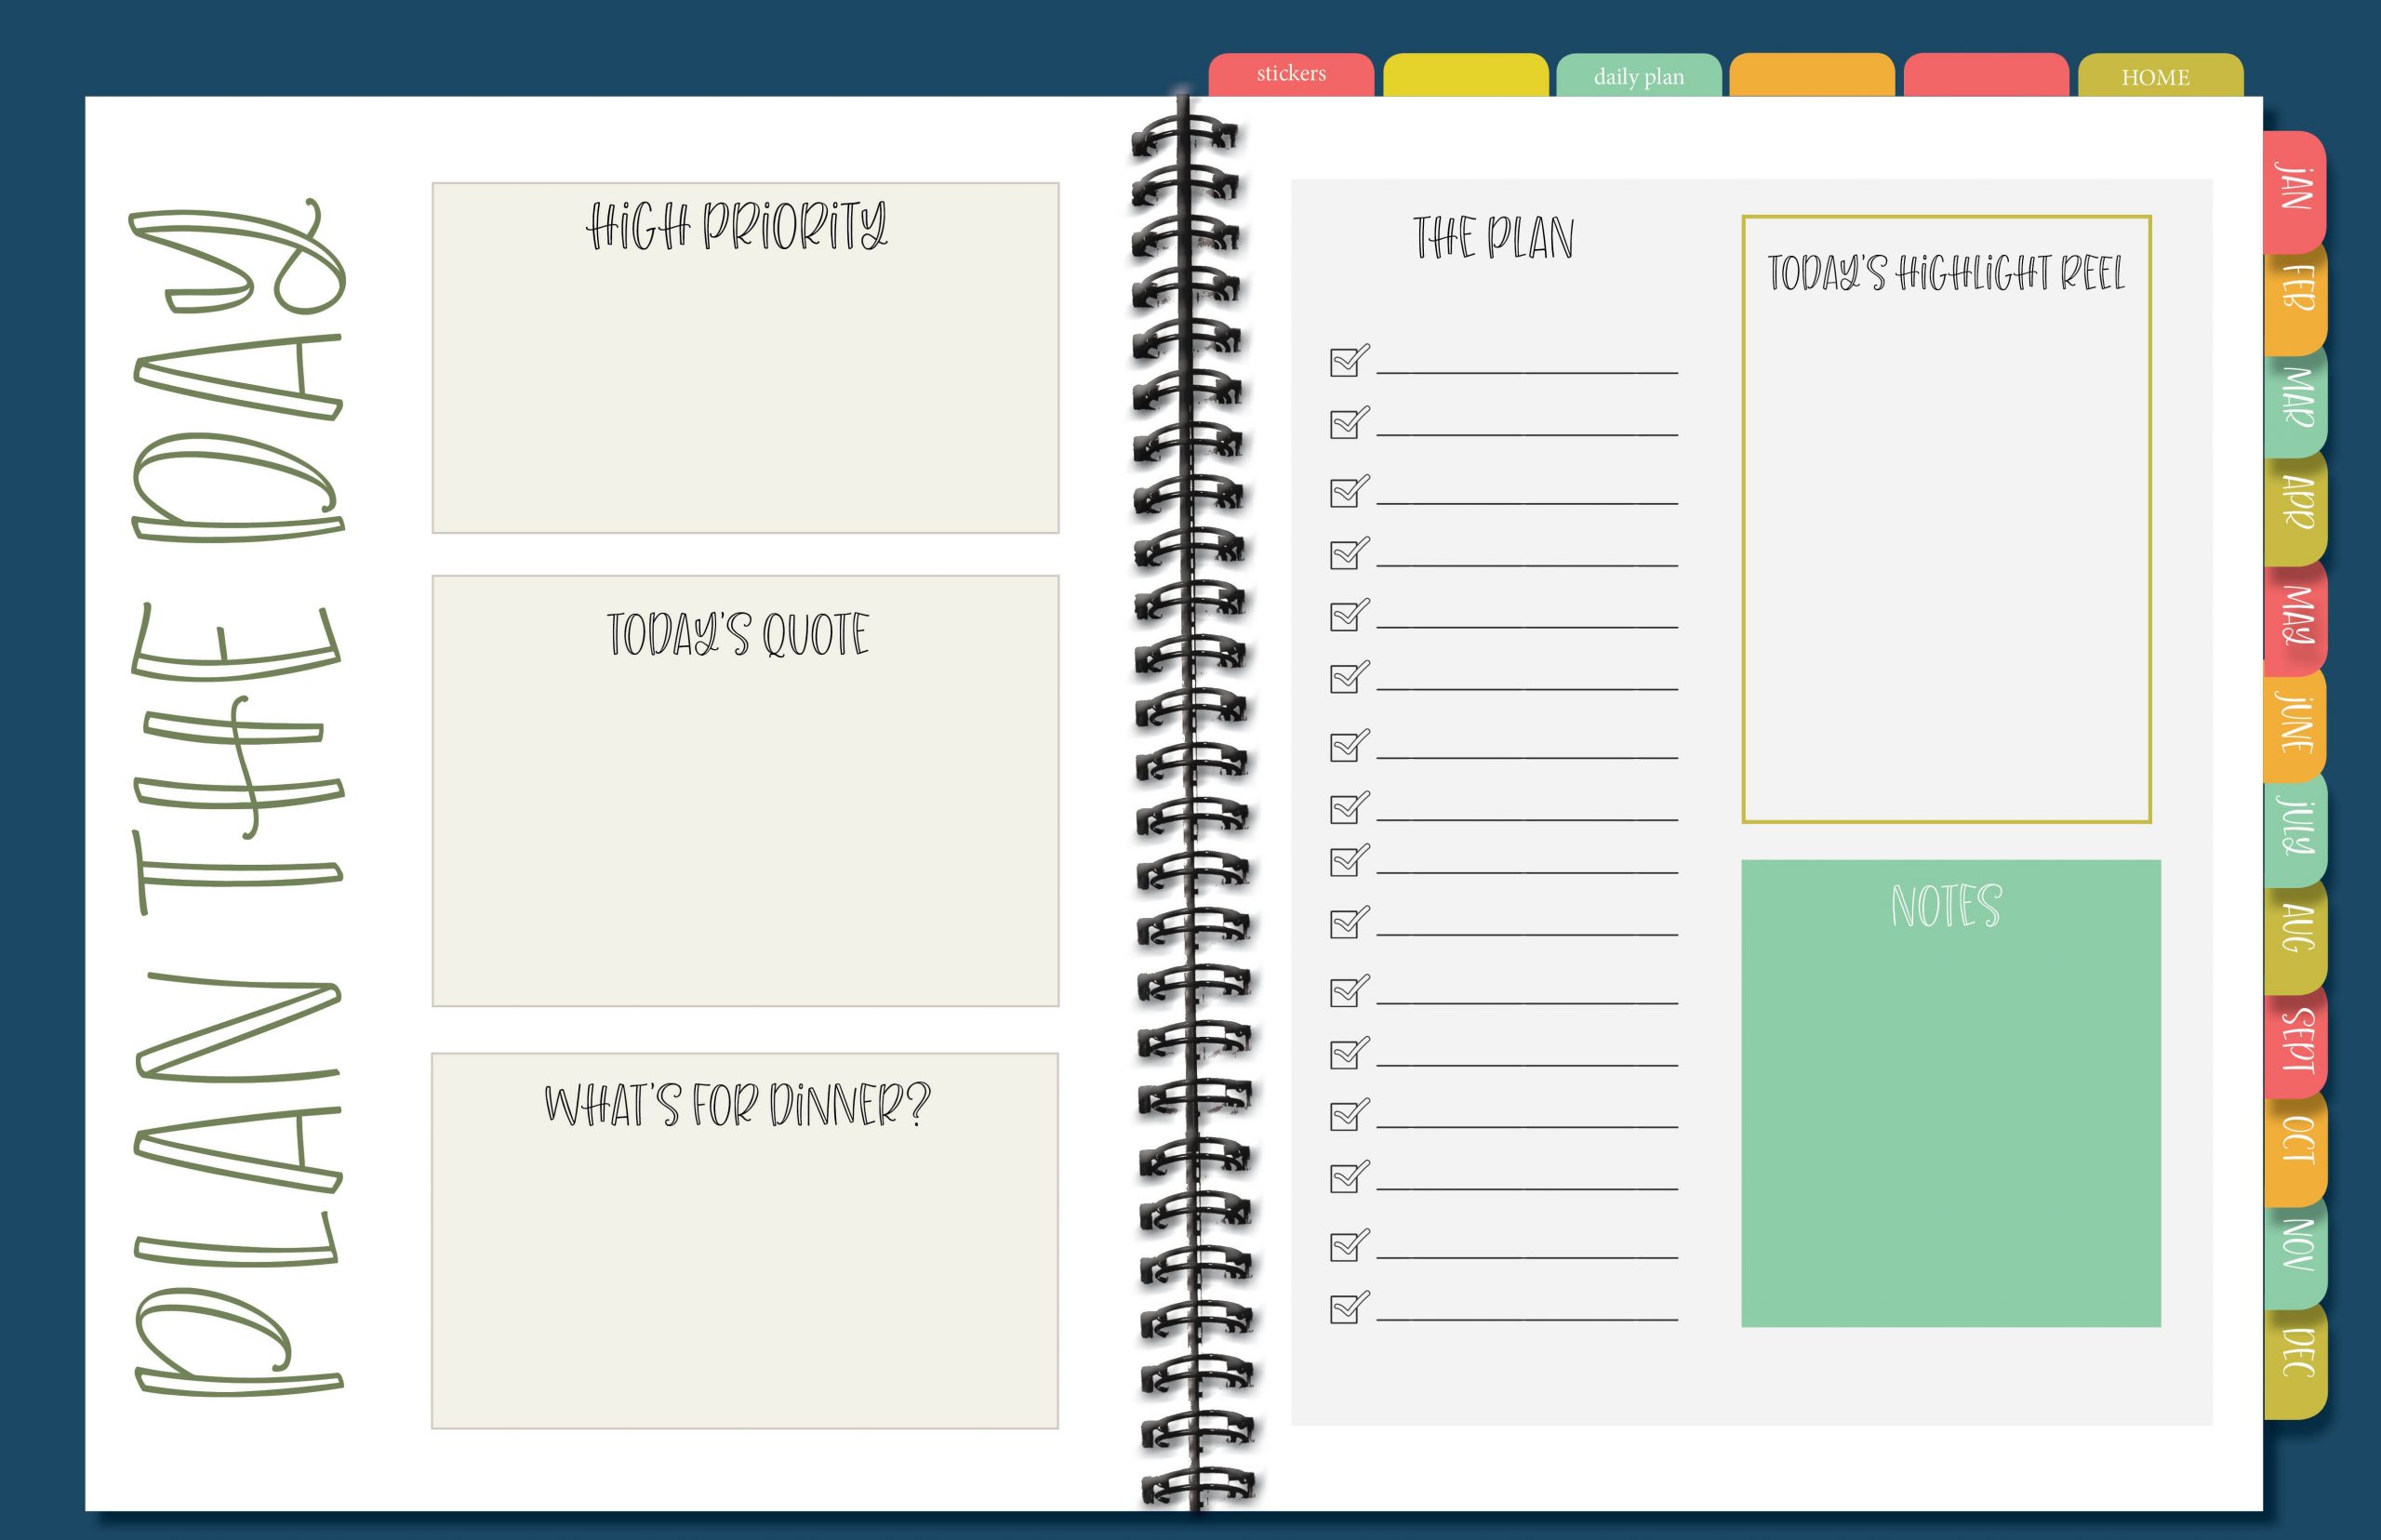 stickers
daily plan
HOME
PLAN THE DAY
HiGH PRiORiTY
TODAY'S QUOTE
WHAT'S FOR DiNNER?
THE PLAN
TODAY'S HiGHLiGHT REEL
NOTES
jAN
FEB
MAR
APR
MAY
jUNE
jULY
AUG
SEPT
OCT
NOV
DEC